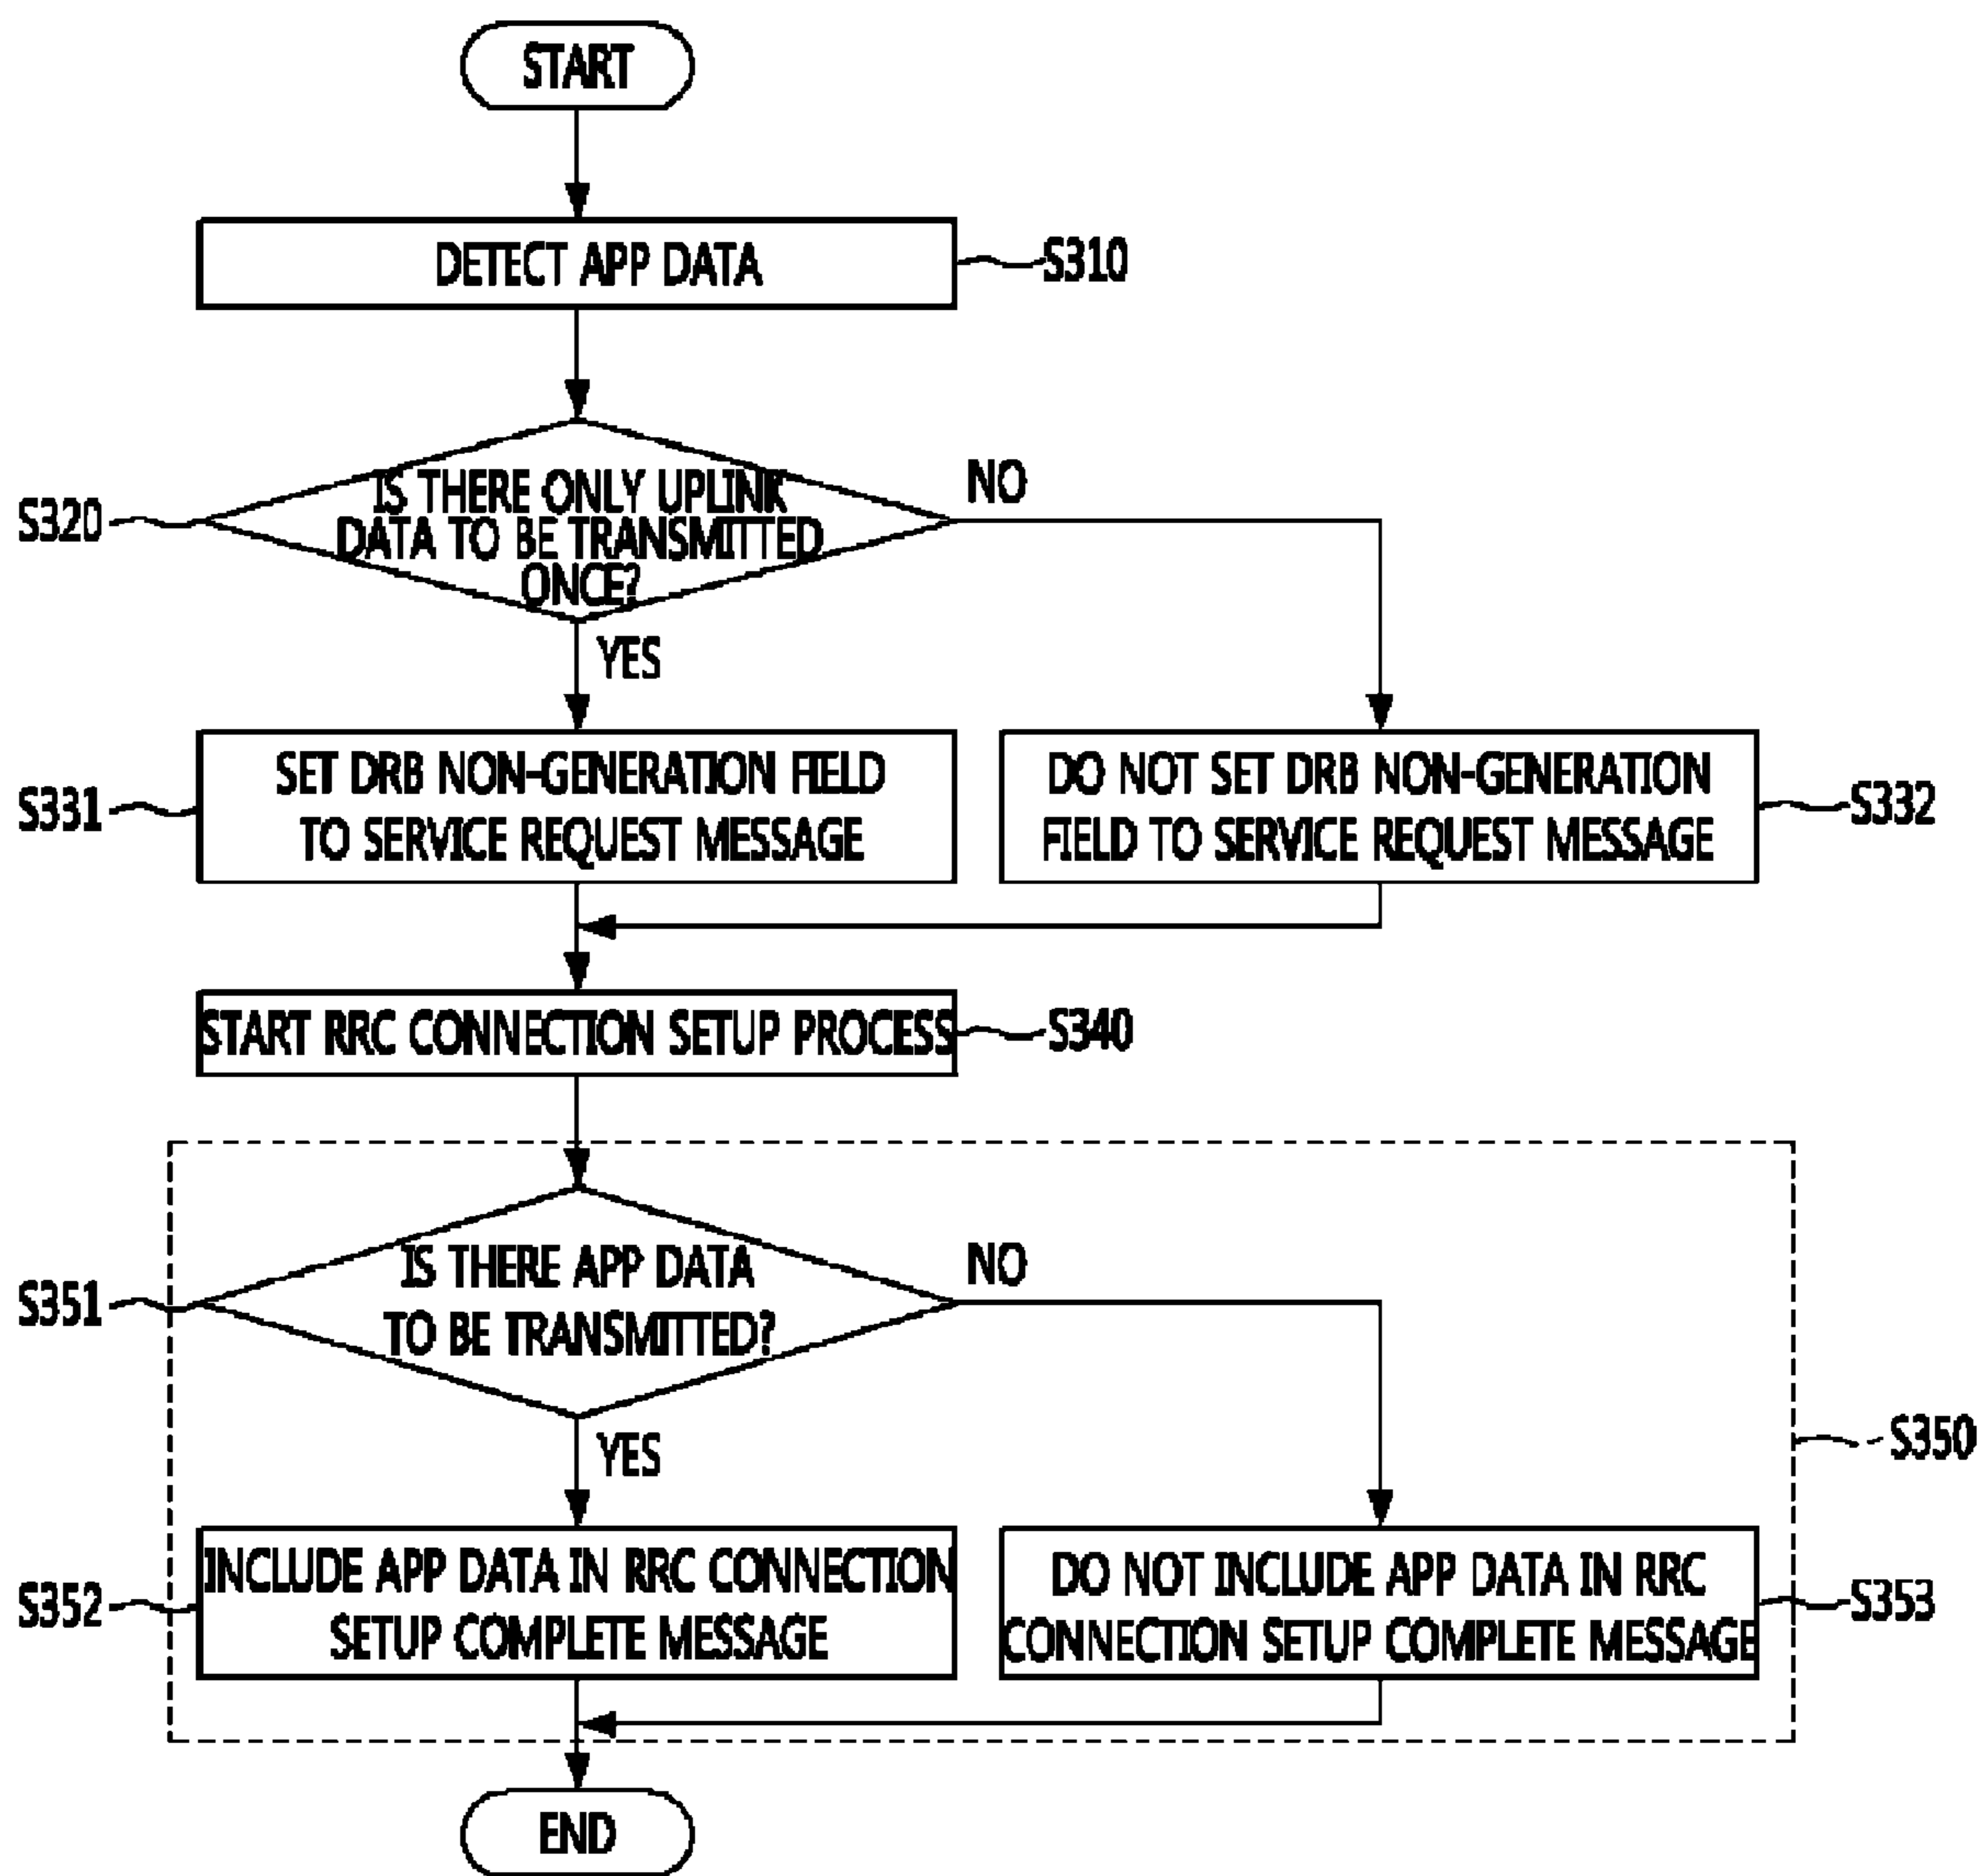 START
DETECT APP DATA
S310
IS THERE ONLY UPLINK
DATA TO BE TRANSMITTED
ONCE?
S320
NO
YES
SET DRB NON-GENERATION FIELD
TO SERVICE REQUEST MESSAGE
S331
DO NOT SET DRB NON-GENERATION
FIELD TO SERVICE REQUEST MESSAGE
S332
START RRC CONNECTION SETUP PROCESS
S340
IS THERE APP DATA
TO BE TRANSMITTED?
S351
NO
YES
S350
INCLUDE APP DATA IN RRC CONNECTION
SETUP COMPLETE MESSAGE
S352
DO NOT INCLUDE APP DATA IN RRC
CONNECTION SETUP COMPLETE MESSAGE
S353
END